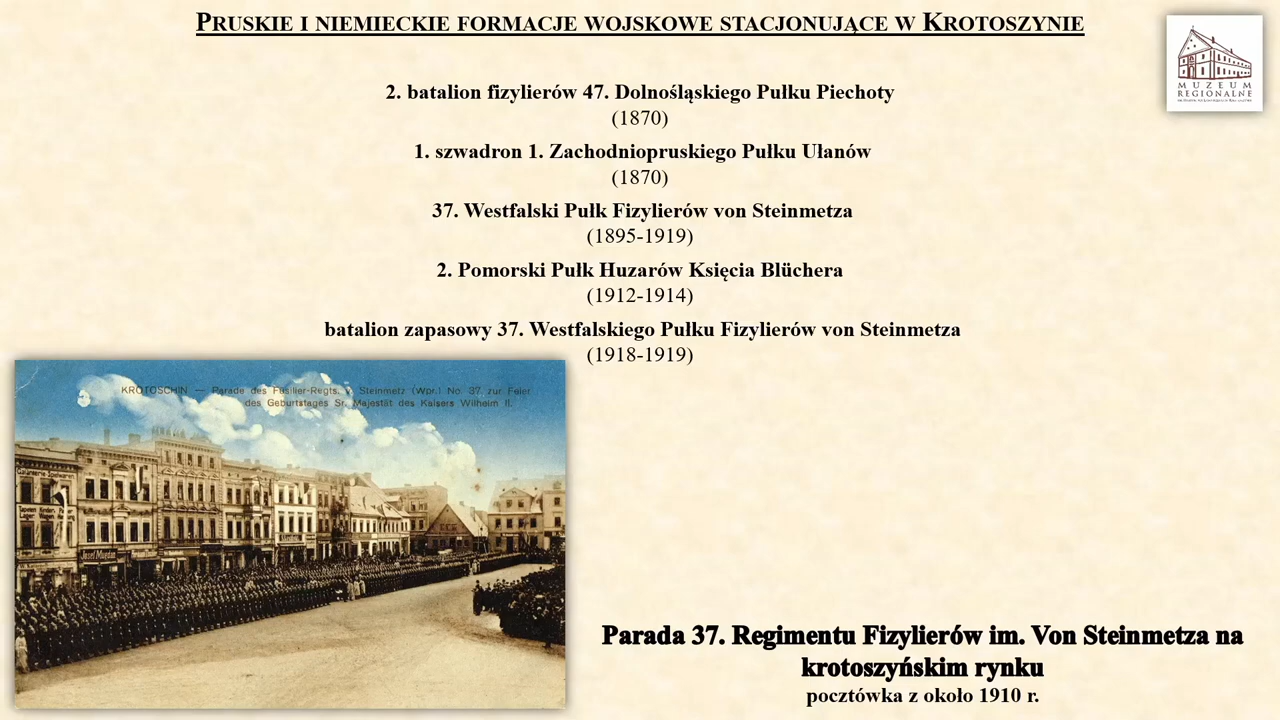 Pruskie i niemieckie formacje wojskowe stacjonujące w Krotoszynie
MUZEUM
REGIONALNE
2. batalion fizylierów 47. Dolnośląskiego Pułku Piechoty
(1870)
1. szwadron 1. Zachodniopruskiego Pułku Ułanów
(1870)
37. Westfalski Pułk Fizylierów von Steinmetza
(1895-1919)
2. Pomorski Pułk Huzarów Księcia Blüchera
(1912-1914)
batalion zapasowy 37. Westfalskiego Pułku Fizylierów von Steinmetza
(1918-1919)
KROTOSCHIN — Parade des Füsilier-Regts. v. Steinmetz (Wpr.) No. 37. zur Feier
des Geburtstages Sr. Majestät des Kaisers Wilhelm II.
Josef Mugdan
Parada 37. Regimentu Fizylierów im. Von Steinmetza na
krotoszyńskim rynku
pocztówka z około 1910 r.